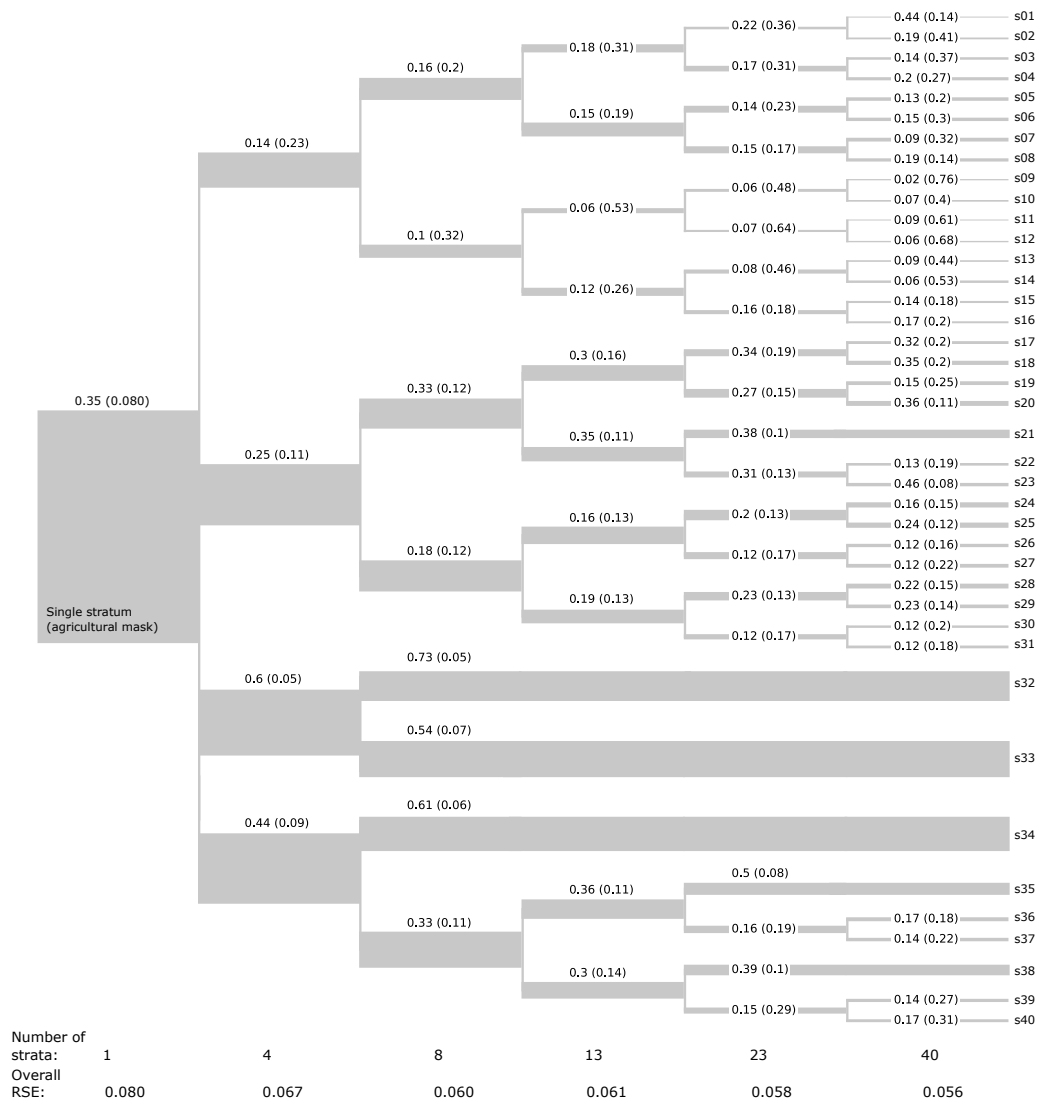 0.44 (0.14)
s01
0.22 (0.36)
0.19 (0.41)
s02
0.18 (0.31)
0.14 (0.37)
s03
0.17 (0.31)
0.16 (0.2)
0.2 (0.27)
s04
0.13 (0.2)
s05
0.14 (0.23)
0.15 (0.19)
0.15 (0.3)
s06
0.14 (0.23)
0.09 (0.32)
s07
0.15 (0.17)
0.19 (0.14)
s08
0.02 (0.76)
s09
0.06 (0.48)
0.07 (0.4)
s10
0.06 (0.53)
0.09 (0.61)
s11
0.07 (0.64)
0.1 (0.32)
0.06 (0.68)
s12
0.09 (0.44)
s13
0.08 (0.46)
0.06 (0.53)
s14
0.12 (0.26)
0.14 (0.18)
s15
0.16 (0.18)
0.17 (0.2)
s16
0.32 (0.2)
s17
0.34 (0.19)
0.3 (0.16)
0.35 (0.2)
s18
0.15 (0.25)
s19
0.33 (0.12)
0.27 (0.15)
0.35 (0.080)
0.36 (0.11)
s20
0.38 (0.1)
s21
0.35 (0.11)
0.25 (0.11)
0.13 (0.19)
s22
0.31 (0.13)
0.46 (0.08)
s23
0.16 (0.15)
s24
0.2 (0.13)
0.16 (0.13)
0.24 (0.12)
s25
0.18 (0.12)
0.12 (0.16)
s26
0.12 (0.17)
0.12 (0.22)
s27
0.22 (0.15)
s28
0.23 (0.13)
0.19 (0.13)
0.23 (0.14)
s29
Single stratum
(agricultural mask)
0.12 (0.2)
s30
0.12 (0.17)
0.12 (0.18)
s31
0.73 (0.05)
0.6 (0.05)
s32
0.54 (0.07)
s33
0.61 (0.06)
0.44 (0.09)
s34
0.5 (0.08)
s35
0.36 (0.11)
0.33 (0.11)
0.17 (0.18)
s36
0.16 (0.19)
0.14 (0.22)
s37
0.3 (0.14)
0.39 (0.1)
s38
0.14 (0.27)
s39
0.15 (0.29)
0.17 (0.31)
s40
Number of
strata: 1 4 8 13 23 40
Overall
RSE: 0.080 0.067 0.060 0.061 0.058 0.056